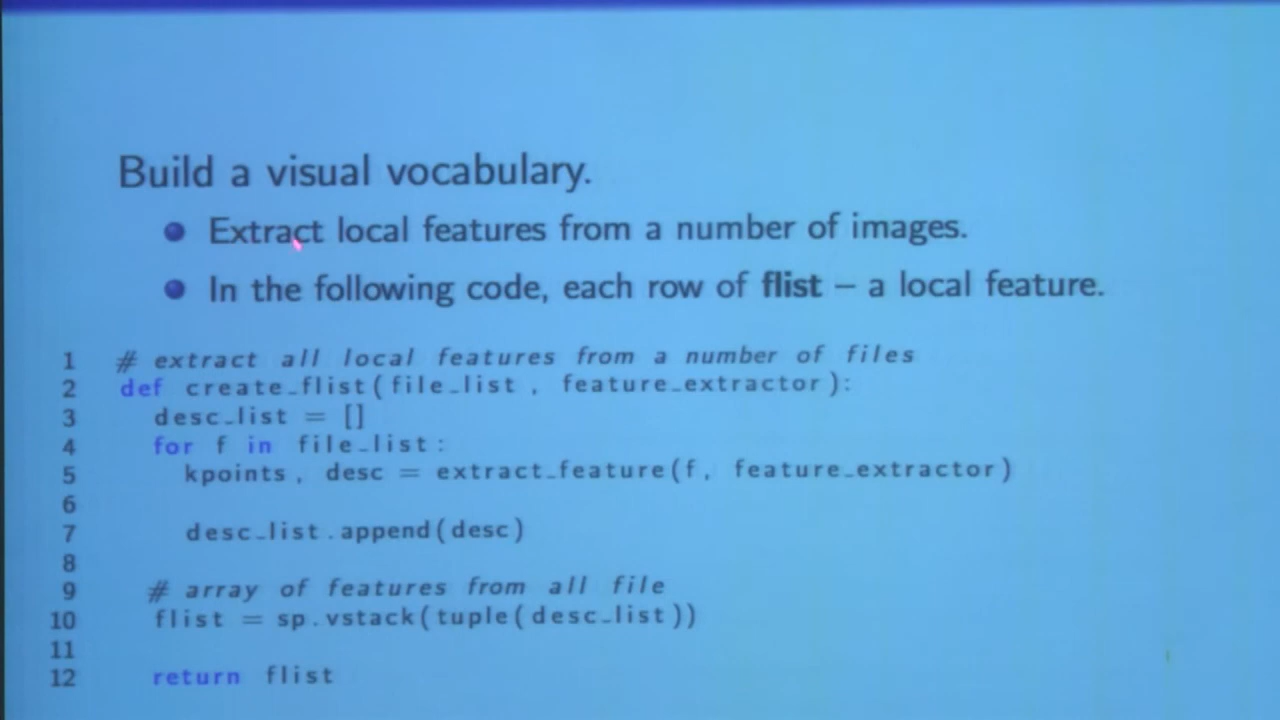 Build a visual vocabulary.
Extract local features from a number of images.
In the following code, each row of flist – a local feature.
1 # extract all local features from a number of files
2 def create_flist(file_list, feature_extractor):
3 desc_list = []
4 for f in file_list:
5 kpoints, desc = extract_feature(f, feature_extractor)
6
7 desc_list.append(desc)
8
9 # array of features from all file
10 flist = sp.vstack(tuple(desc_list))
11
12 return flist